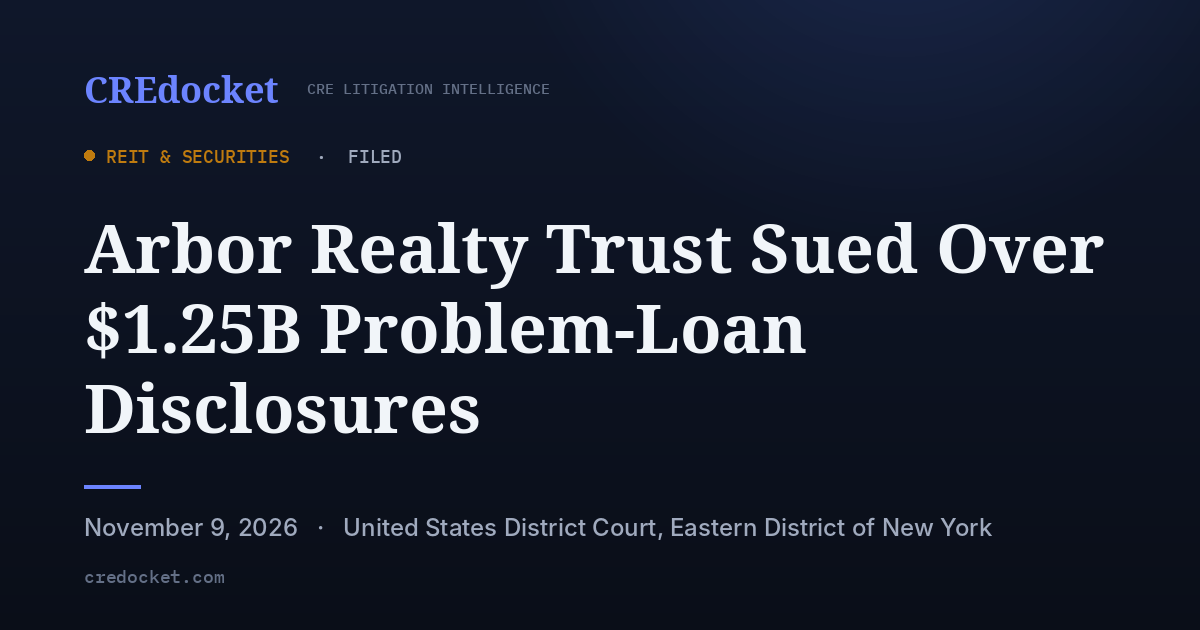 CREdocket CRE LITIGATION INTELLIGENCE
REIT & SECURITIES · FILED
Arbor Realty Trust Sued Over
$1.25B Problem-Loan
Disclosures
November 9, 2026 · United States District Court, Eastern District of New York
credocket.com